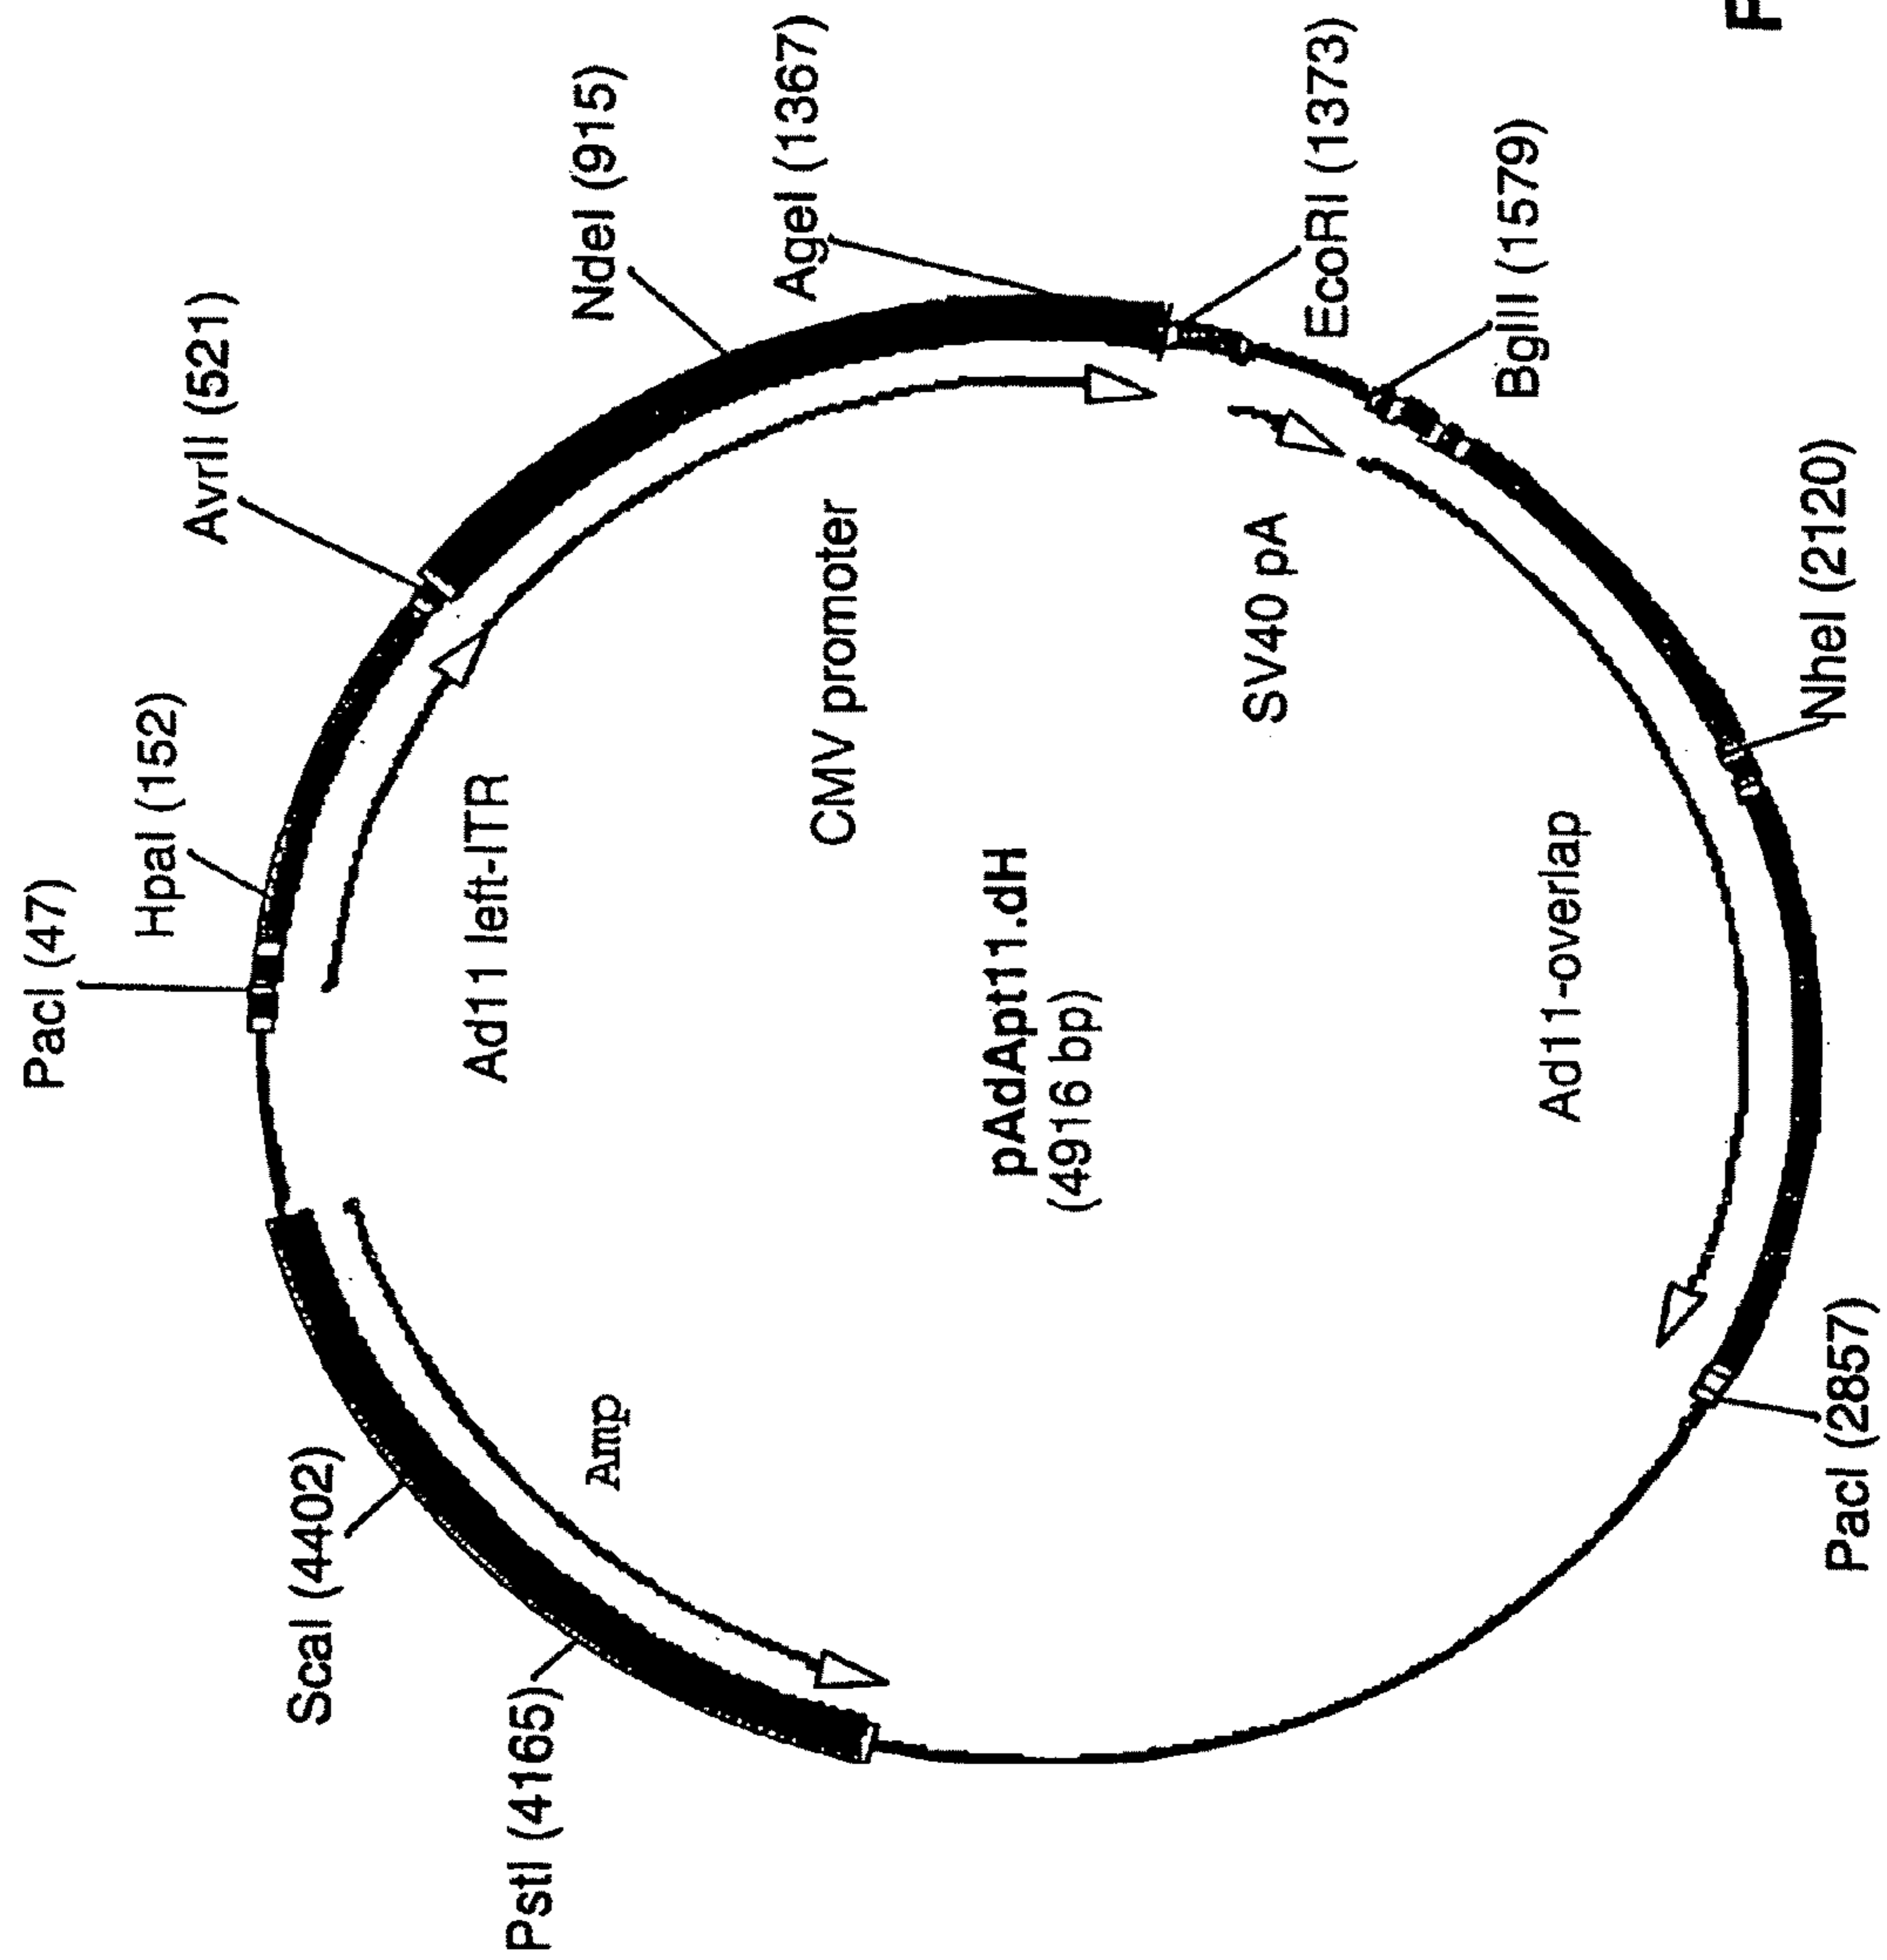 PacI (47)
HpaI (152)
AvrII (521)
NdeI (915)
AgeI (1367)
EcoRI (1373)
BglII (1579)
NheI (2120)
PacI (2857)
PstI (4165)
ScaI (4402)
Ad11 left-ITR
CMV promoter
SV40 pA
Ad11-overlap
Amp
pAdApt11.dH
(4916 bp)